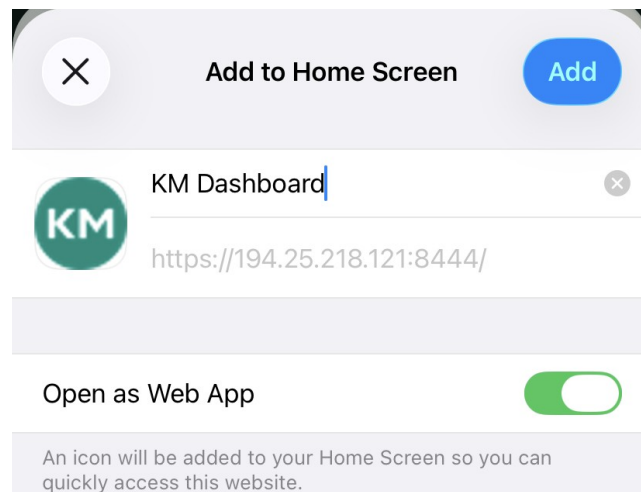 Add to Home Screen
Add
KM Dashboard
KM
https://194.25.218.121:8444/
Open as Web App
An icon will be added to your Home Screen so you can
quickly access this website.